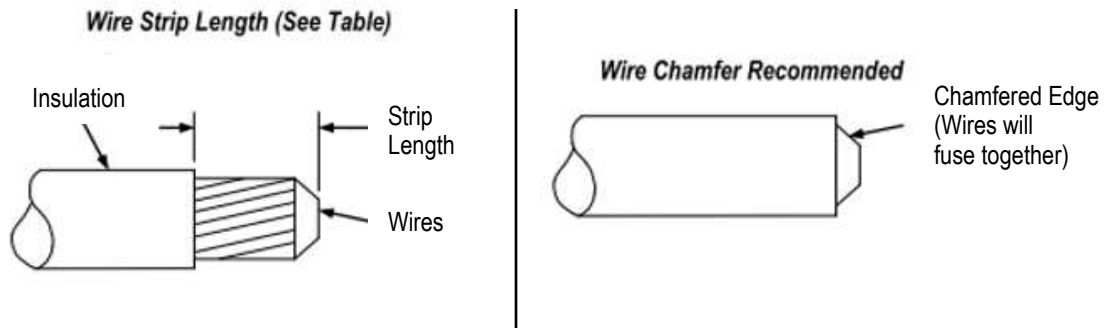 Wire Strip Length (See Table)
Insulation
Strip
Length
Wires
Wire Chamfer Recommended
Chamfered Edge
(Wires will
fuse together)